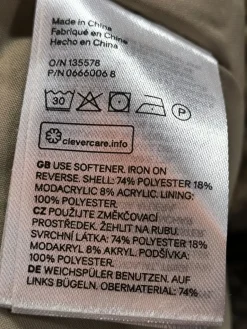 Made in China
Fabriqué en Chine
Hecho en China
O/N 135578
P/N 0666006 8
30 P
clevercare.info
GB USE SOFTENER. IRON ON
REVERSE. SHELL: 74% POLYESTER 18%
MODACRYLIC 8% ACRYLIC. LINING:
100% POLYESTER.
CZ POUŽIJTE ZMĚKČOVACÍ
PROSTŘEDEK. ŽEHLIT NA RUBU.
SVRCHNÍ LÁTKA: 74% POLYESTER 18%
MODAKRYL 8% AKRYL. PODŠÍVKA:
100% POLYESTER.
DE WEICHSPÜLER BENUTZEN. AUF
LINKS BÜGELN. OBERMATERIAL: 74%